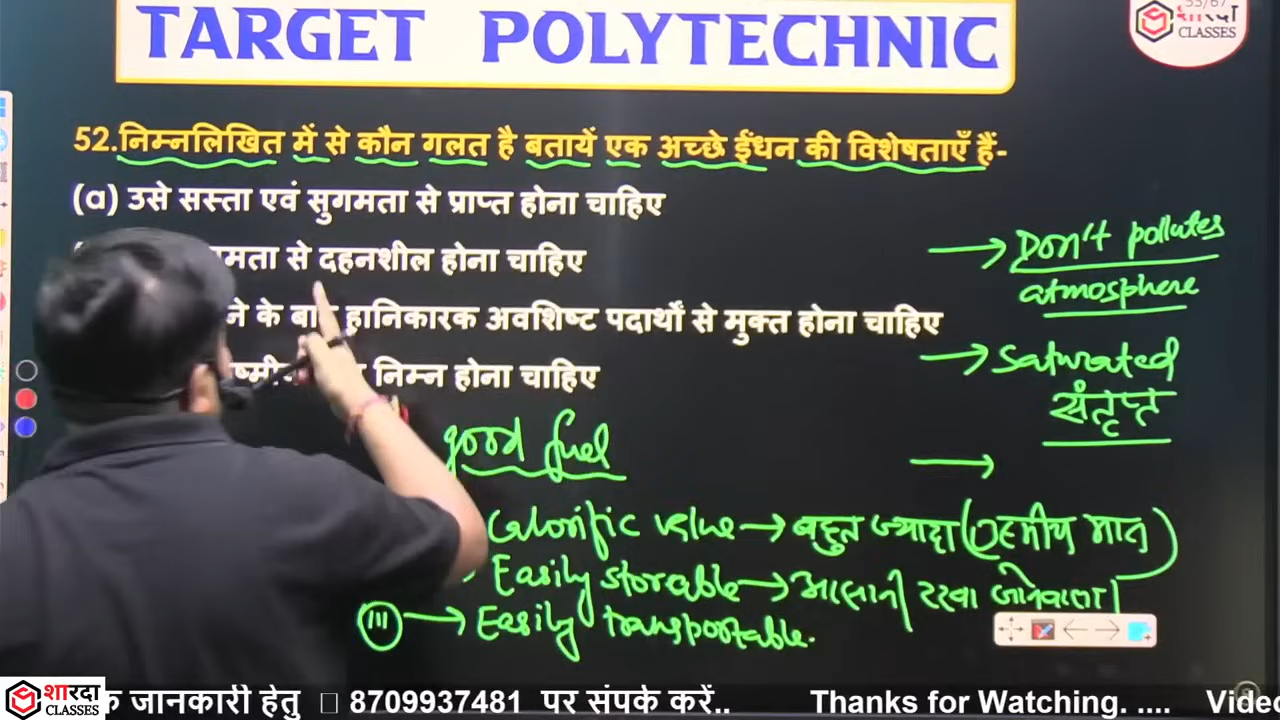 TARGET POLYTECHNIC
53/67
शारदा
CLASSES
52.निम्नलिखित में से कौन गलत है बतायें एक अच्छे ईंधन की विशेषताएँ हैं-
(a) उसे सस्ता एवं सुगमता से प्राप्त होना चाहिए
से दहनशील होना चाहिए
के हानिकारक अवशिष्ट पदार्थों से मुक्त होना चाहिए
निम्न होना चाहिए
→ Don't pollutes
atmosphere
→ saturated
संतृप्त
good fuel
→
Calorific value → बहुत ज्यादा (ऊष्मीय मान)
Easily storable → आसानी रखा जानेवाला
(III) → Easily transportable.
शारदा
CLASSES
जानकारी हेतु 8709937481 पर संपर्क करें.. Thanks for Watching. ....